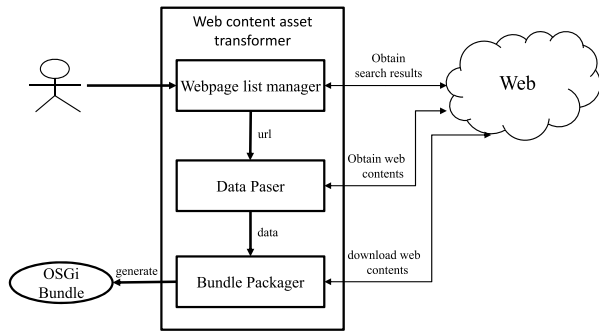 Web content asset
transformer
Webpage list manager
Obtain
search results
Web
url
Data Paser
Obtain web
contents
data
Bundle Packager
download web
contents
generate
OSGi
Bundle